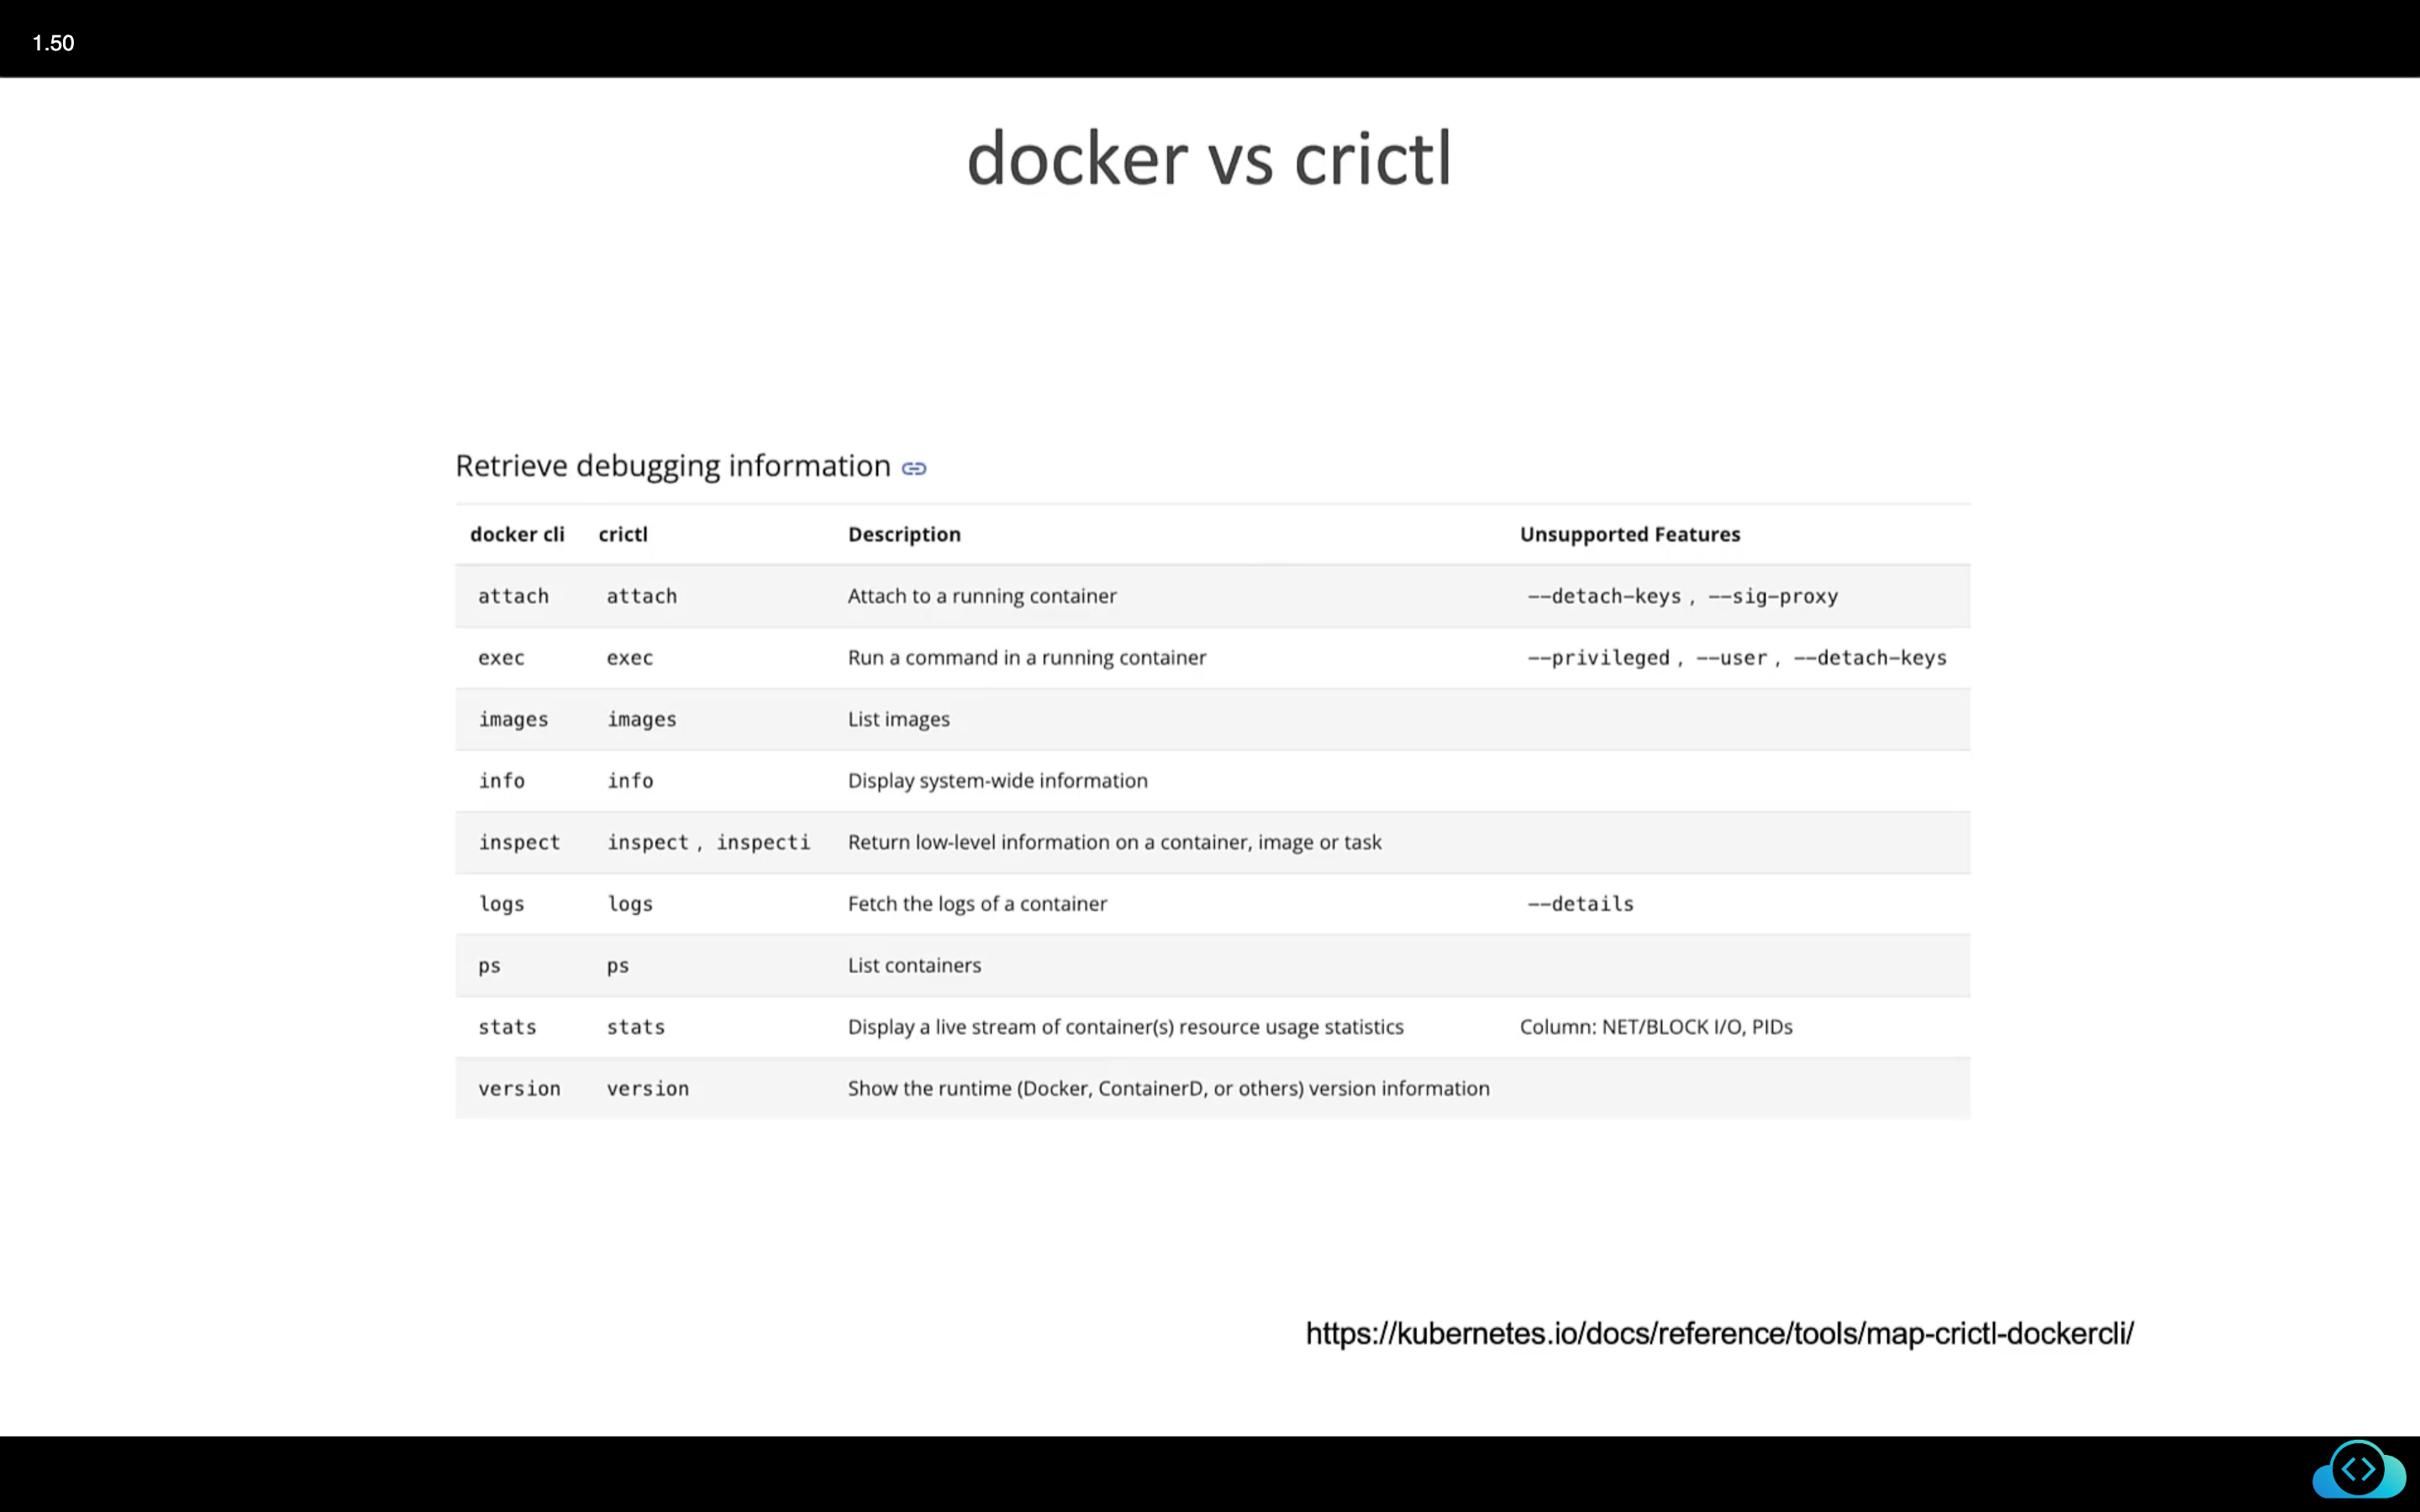 1.50
docker vs crictl
Retrieve debugging information
docker cli crictl Description Unsupported Features
attach attach Attach to a running container --detach-keys , --sig-proxy
exec exec Run a command in a running container --privileged , --user , --detach-keys
images images List images
info info Display system-wide information
inspect inspect , inspecti Return low-level information on a container, image or task
logs logs Fetch the logs of a container --details
ps ps List containers
stats stats Display a live stream of container(s) resource usage statistics Column: NET/BLOCK I/O, PIDs
version version Show the runtime (Docker, ContainerD, or others) version information
https://kubernetes.io/docs/reference/tools/map-crictl-dockercli/